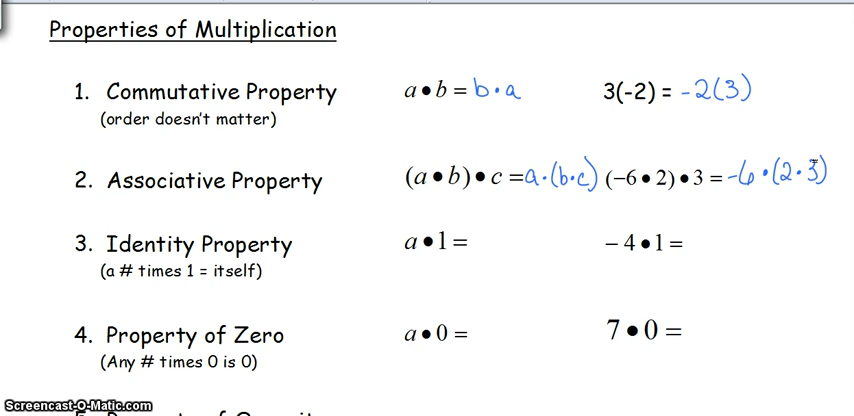 Properties of Multiplication
1. Commutative Property a • b = b · a 3(-2) = -2(3)
(order doesn't matter)
2. Associative Property (a • b) • c = a · (b · c) (−6 • 2) • 3 = -6 · (2 · 3)
3. Identity Property a • 1 = − 4 • 1 =
(a # times 1 = itself)
4. Property of Zero a • 0 = 7 • 0 =
(Any # times 0 is 0)
Screencast-O-Matic.com